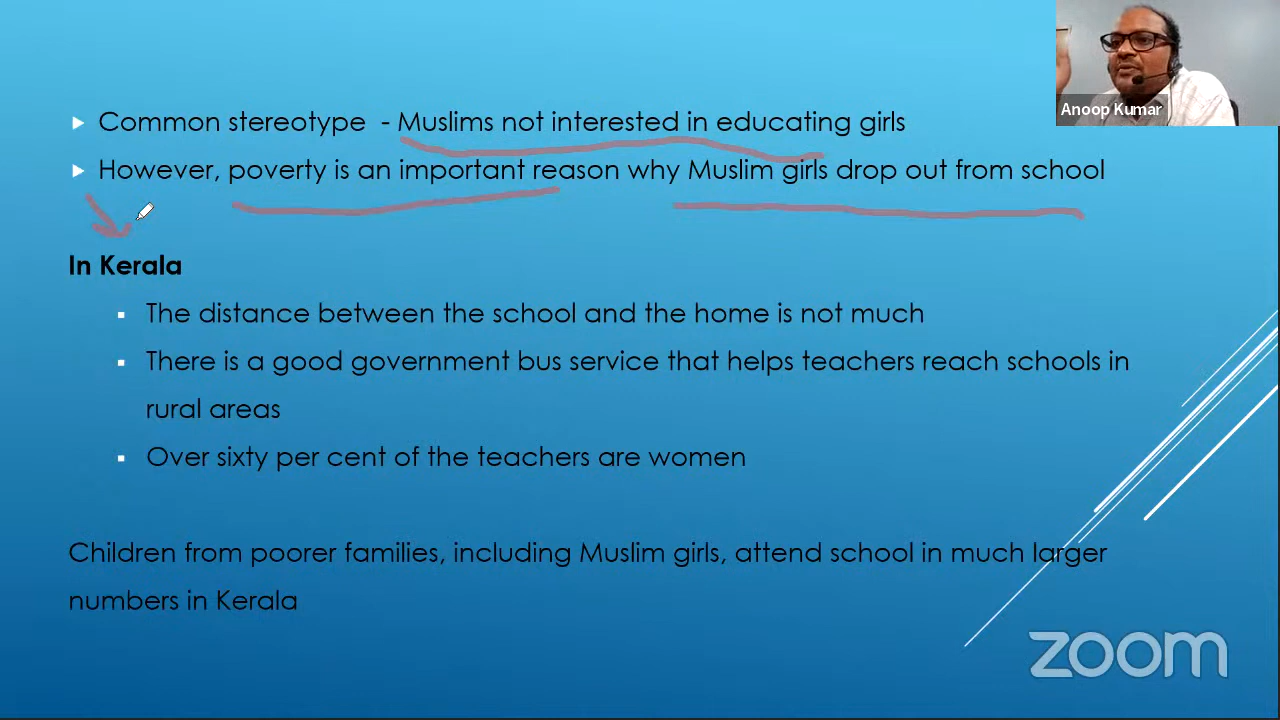 Anoop Kumar
Common stereotype - Muslims not interested in educating girls
However, poverty is an important reason why Muslim girls drop out from school
In Kerala
The distance between the school and the home is not much
There is a good government bus service that helps teachers reach schools in
rural areas
Over sixty per cent of the teachers are women
Children from poorer families, including Muslim girls, attend school in much larger
numbers in Kerala
zoom